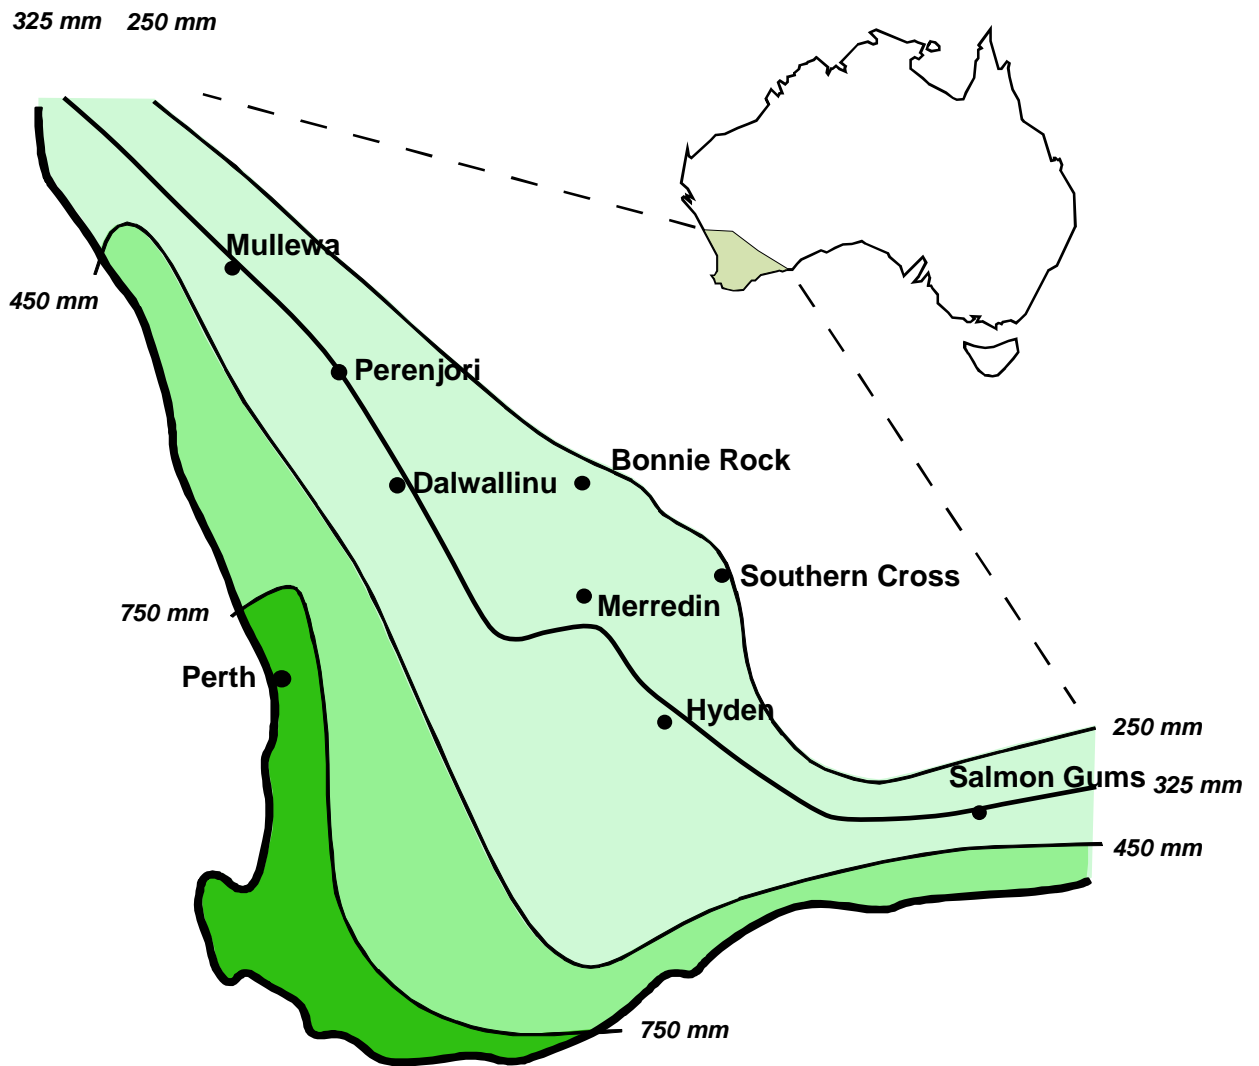 325 mm 250 mm
Mullewa
450 mm
Perenjori
Bonnie Rock
Dalwallinu
Southern Cross
Merredin
750 mm
Perth
Hyden
250 mm
Salmon Gums
325 mm
450 mm
750 mm